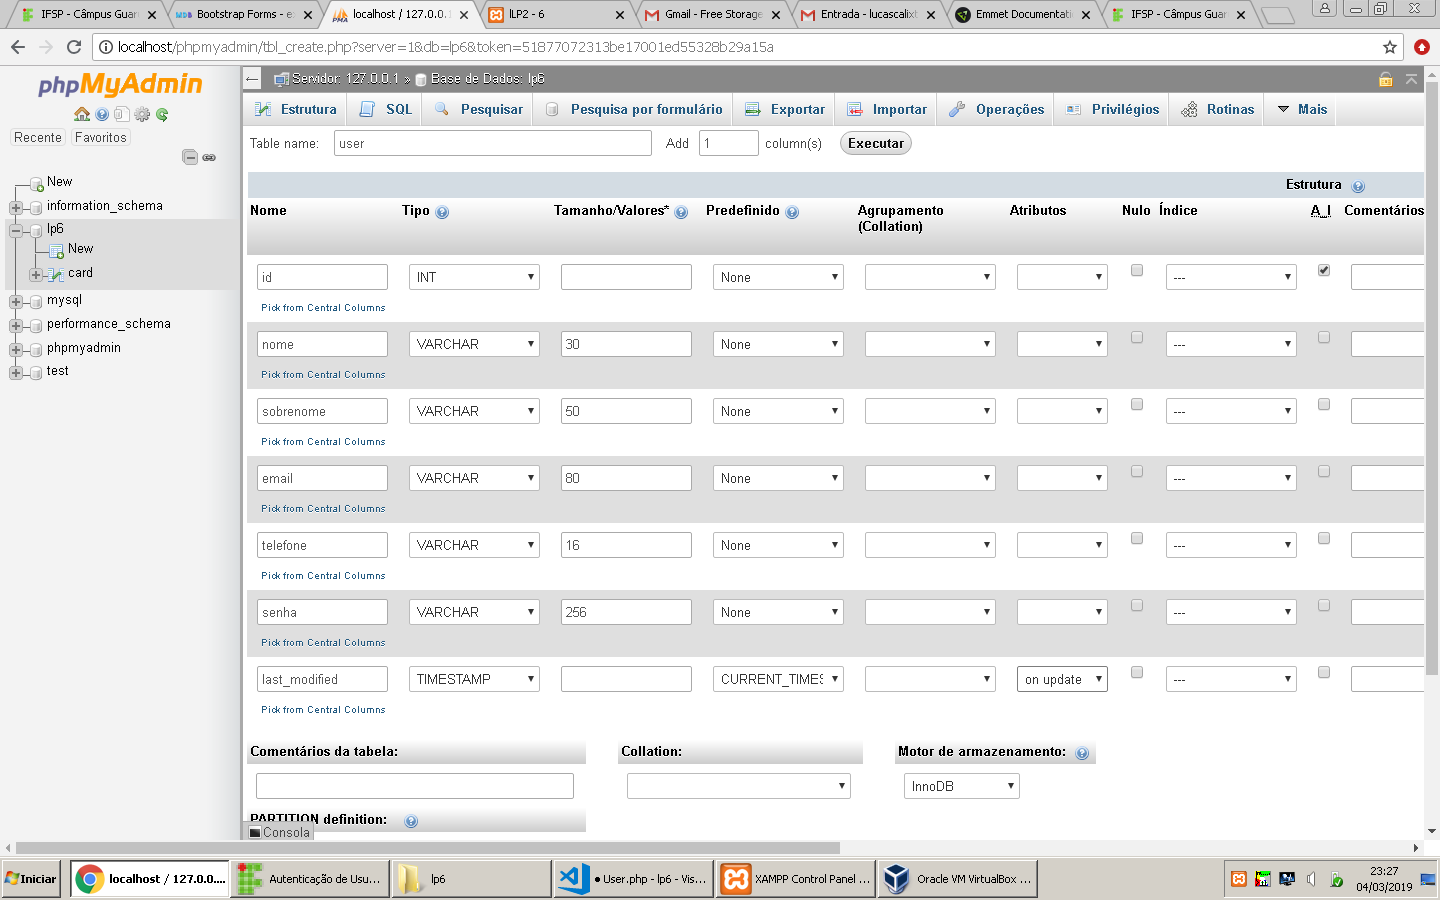 IFSP - Câmpus Guar
Bootstrap Forms - e
localhost / 127.0.0.1
ILP2 - 6
Gmail - Free Storage
Entrada - lucascalixt
Emmet Documentati
IFSP - Câmpus Guar
localhost/phpmyadmin/tbl_create.php?server=1&db=lp6&token=51877072313be17001ed55328b29a15a
phpMyAdmin
Recente Favoritos
New
information_schema
lp6
New
card
mysql
performance_schema
phpmyadmin
test
Servidor: 127.0.0.1 » Base de Dados: lp6
Estrutura SQL Pesquisar Pesquisa por formulário Exportar Importar Operações Privilégios Rotinas Mais
Table name: user Add 1 column(s) Executar
Estrutura
Nome Tipo Tamanho/Valores* Predefinido Agrupamento (Collation) Atributos Nulo Índice A_I Comentários
id INT None ---
Pick from Central Columns
nome VARCHAR 30 None ---
Pick from Central Columns
sobrenome VARCHAR 50 None ---
Pick from Central Columns
email VARCHAR 80 None ---
Pick from Central Columns
telefone VARCHAR 16 None ---
Pick from Central Columns
senha VARCHAR 256 None ---
Pick from Central Columns
last_modified TIMESTAMP CURRENT_TIMES on update ---
Pick from Central Columns
Comentários da tabela: Collation: Motor de armazenamento:
InnoDB
PARTITION definition:
Consola
Iniciar
localhost / 127.0.0....
Autenticação de Usu...
lp6
● User.php - lp6 - Vis...
XAMPP Control Panel ...
Oracle VM VirtualBox ...
23:27
04/03/2019